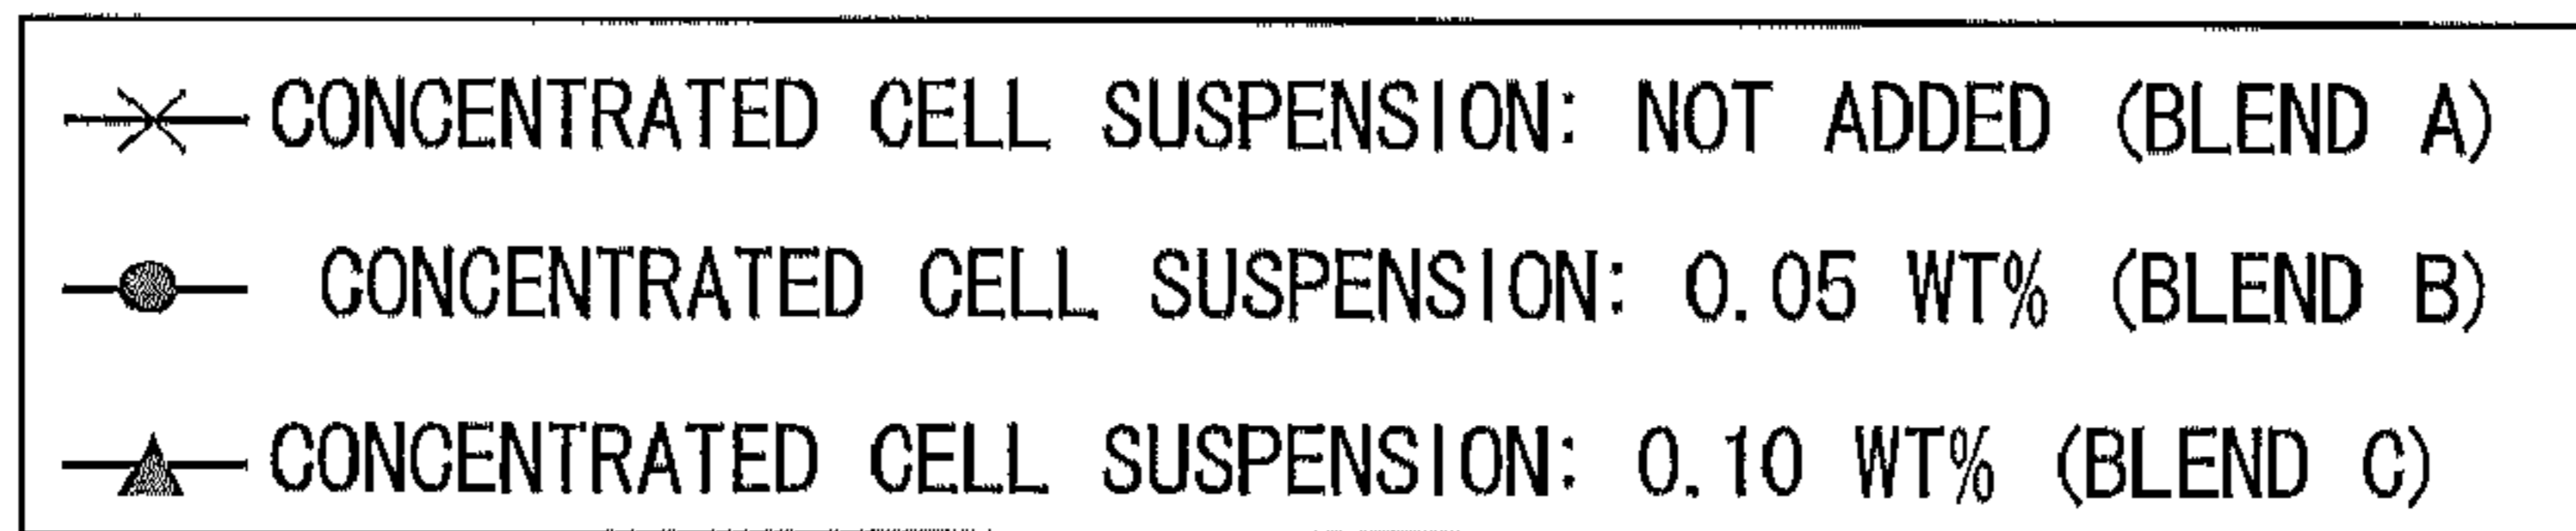 CONCENTRATED CELL SUSPENSION: NOT ADDED (BLEND A)
CONCENTRATED CELL SUSPENSION: 0.05 WT% (BLEND B)
CONCENTRATED CELL SUSPENSION: 0.10 WT% (BLEND C)